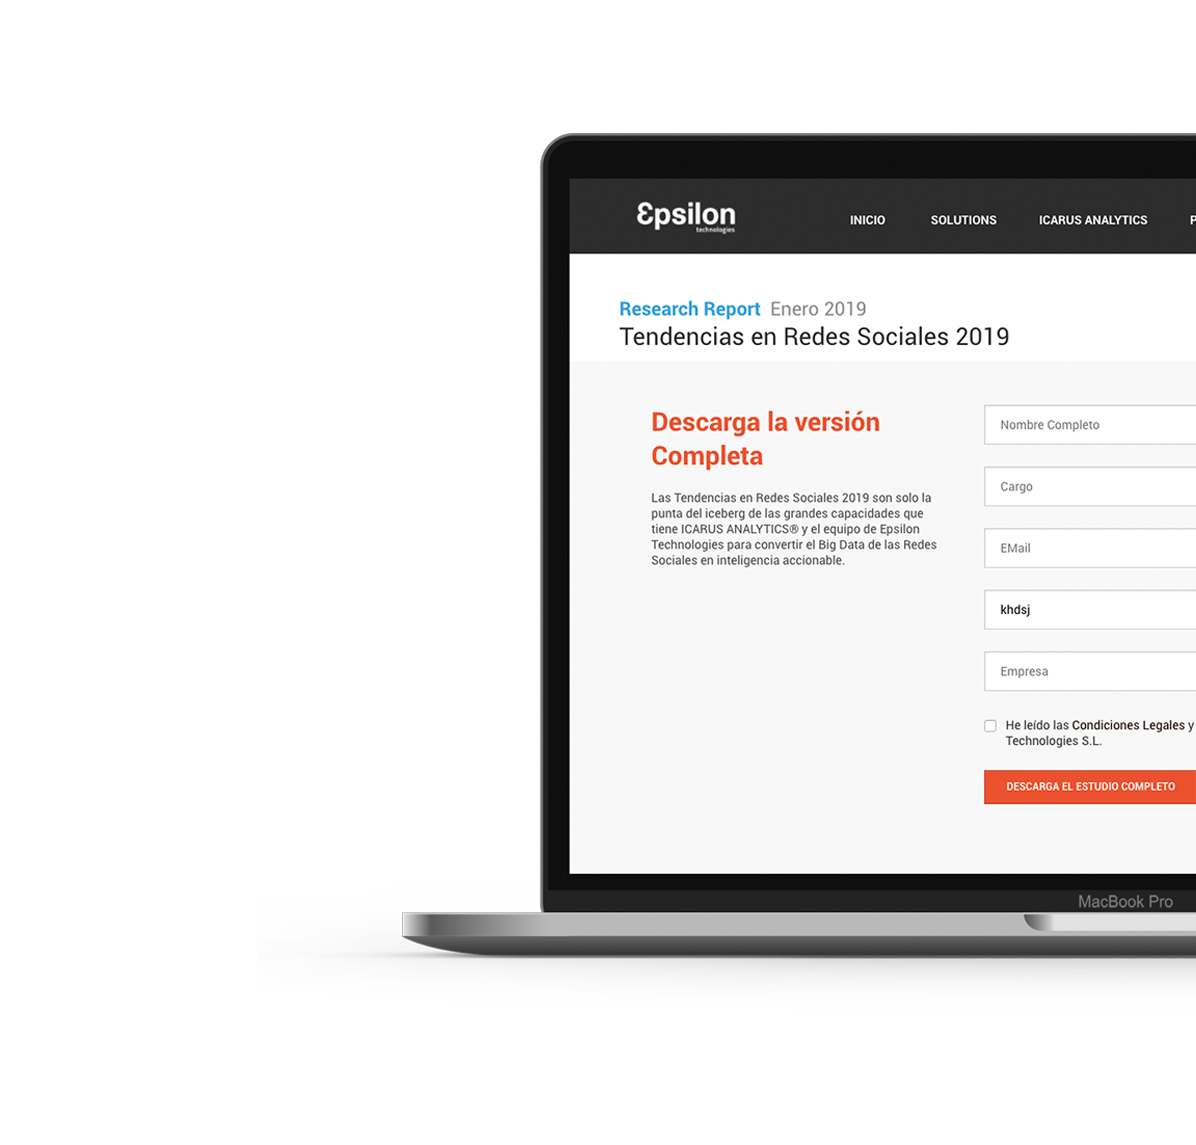 Epsilon
technologies
INICIO SOLUTIONS ICARUS ANALYTICS P
Research Report Enero 2019
Tendencias en Redes Sociales 2019
Descarga la versión
Completa
Las Tendencias en Redes Sociales 2019 son solo la
punta del iceberg de las grandes capacidades que
tiene ICARUS ANALYTICS® y el equipo de Epsilon
Technologies para convertir el Big Data de las Redes
Sociales en inteligencia accionable.
Nombre Completo
Cargo
EMail
khdsj
Empresa
He leído las Condiciones Legales y
Technologies S.L.
DESCARGA EL ESTUDIO COMPLETO
MacBook Pro